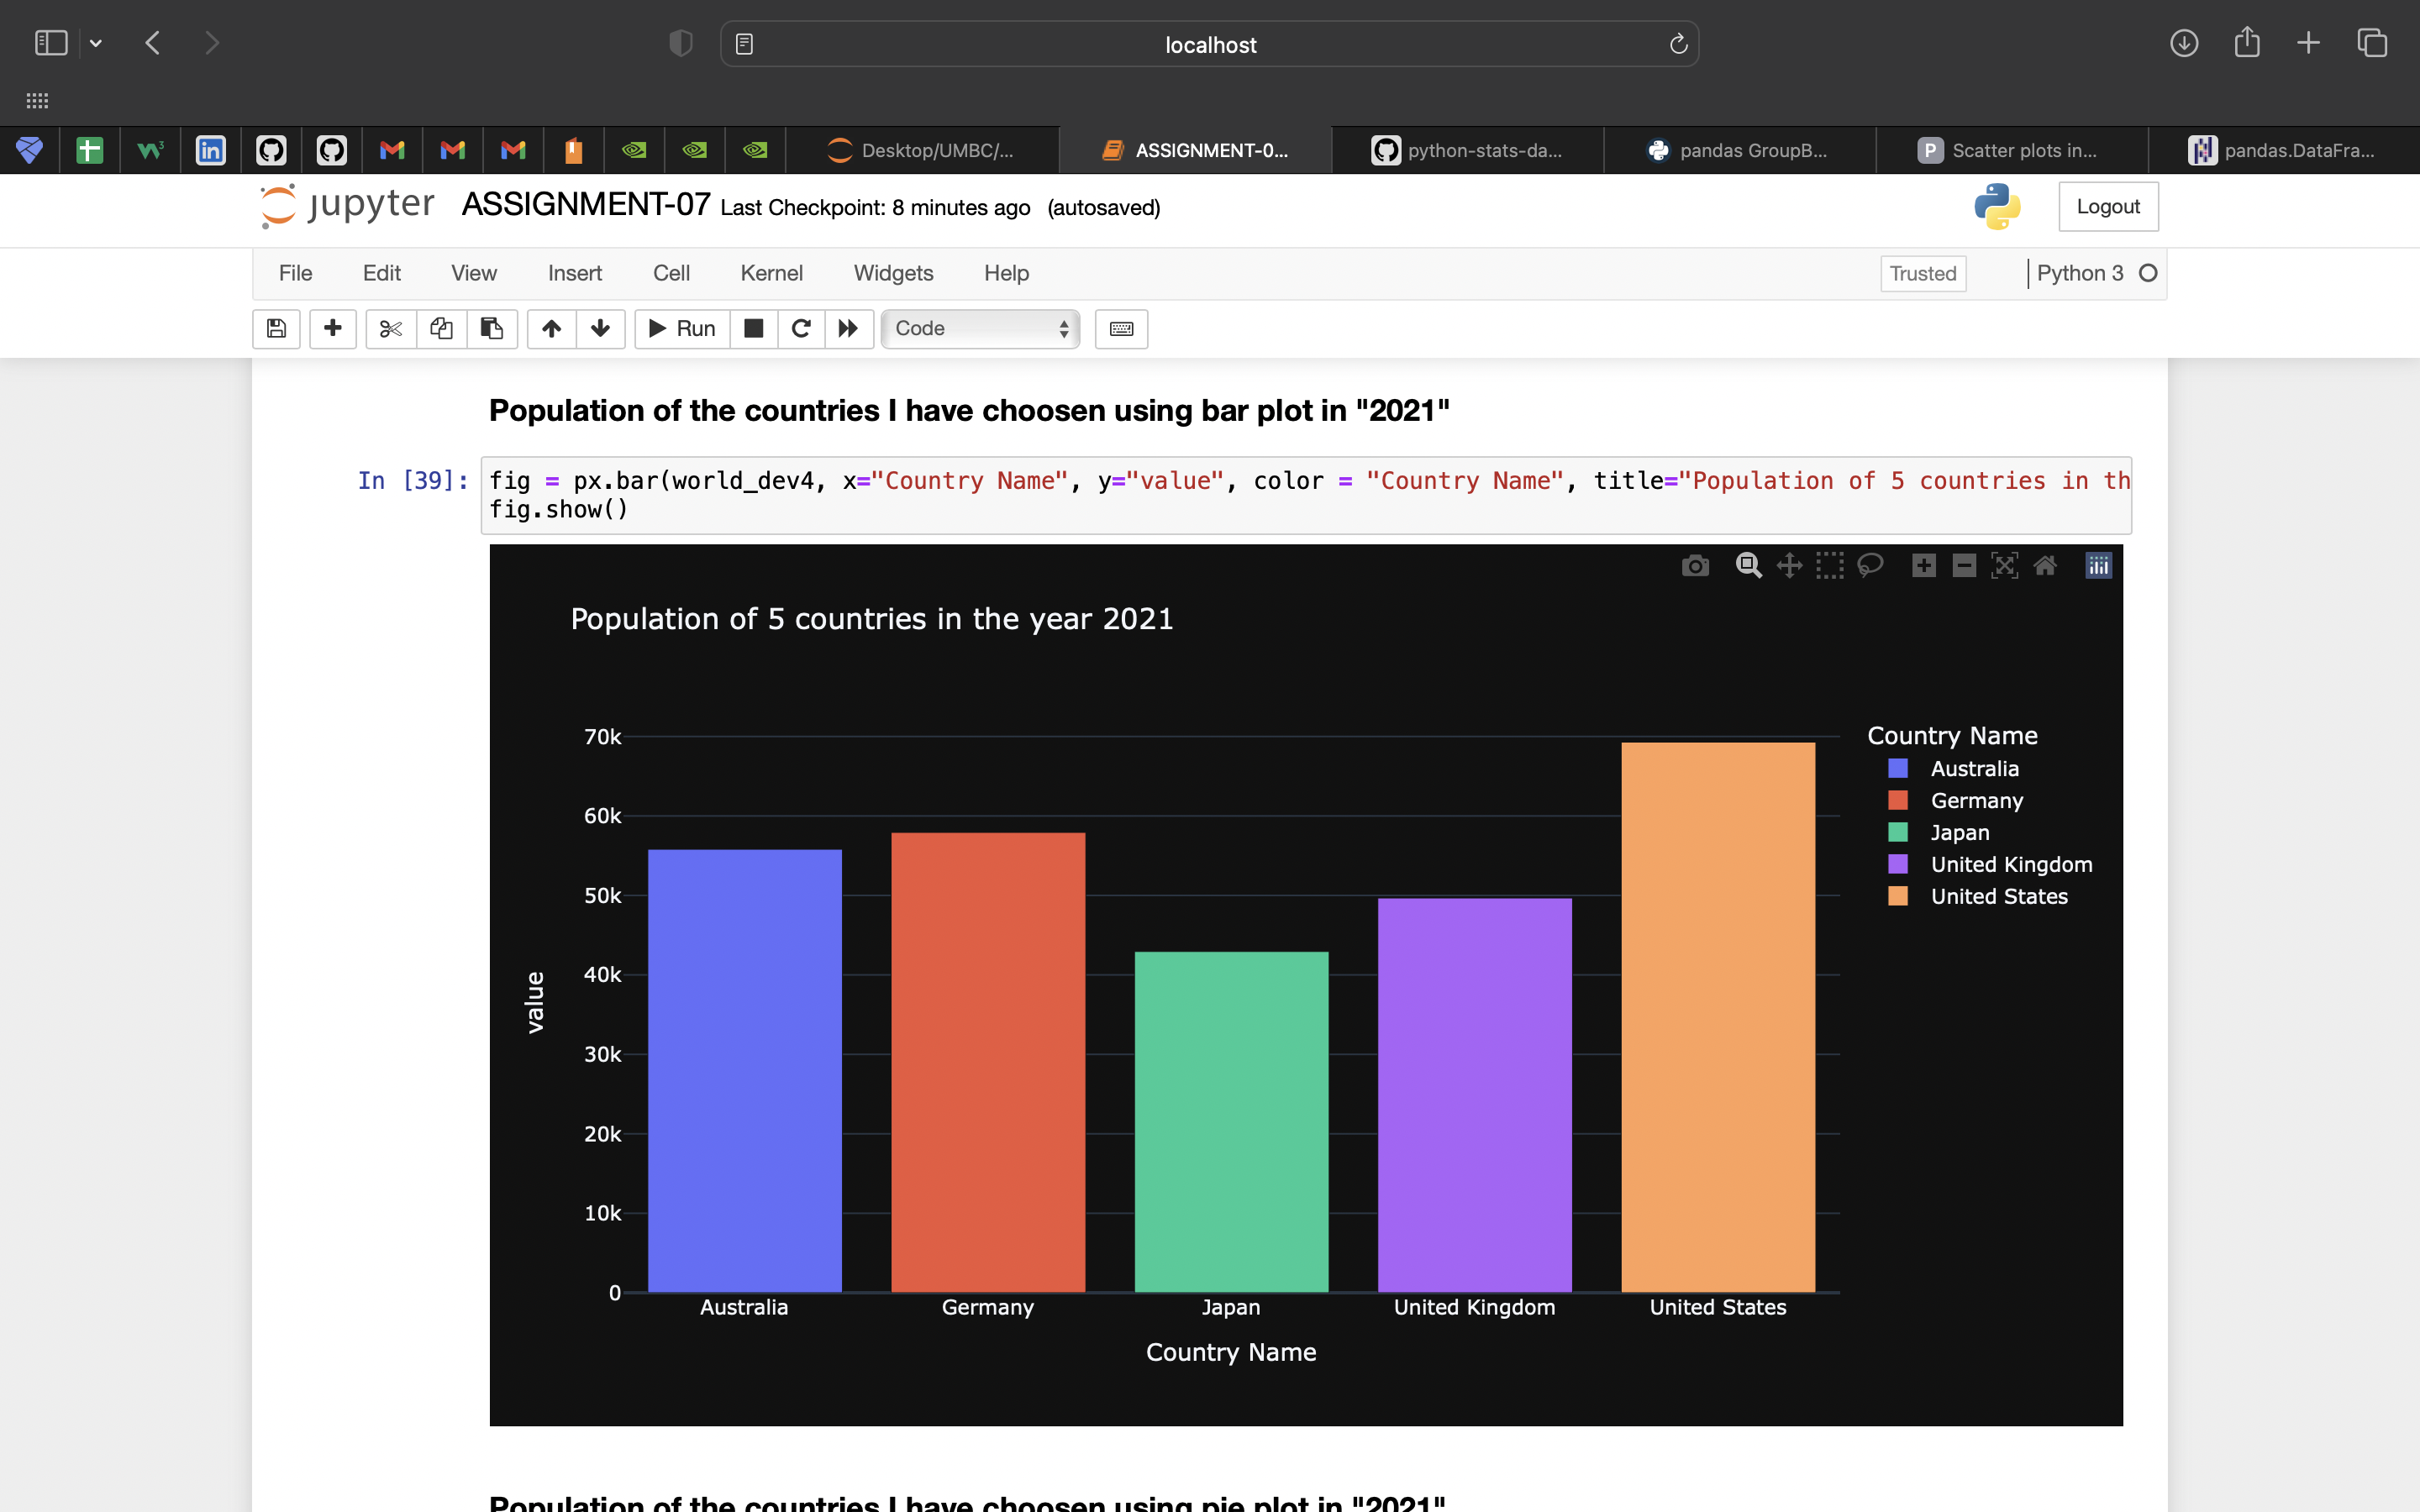 localhost
Desktop/UMBC/...
ASSIGNMENT-0...
python-stats-da...
pandas GroupB...
P Scatter plots in...
pandas.DataFra...
jupyter ASSIGNMENT-07 Last Checkpoint: 8 minutes ago (autosaved)
Logout
File Edit View Insert Cell Kernel Widgets Help
Trusted Python 3
Run Code
Population of the countries I have choosen using bar plot in "2021"
In [39]: fig = px.bar(world_dev4, x="Country Name", y="value", color = "Country Name", title="Population of 5 countries in th
fig.show()
Population of 5 countries in the year 2021
70k
60k
50k
40k
30k
20k
10k
0
value
Australia Germany Japan United Kingdom United States
Country Name
Country Name
Australia
Germany
Japan
United Kingdom
United States
Population of the countries I have choosen using pie plot in "2021"